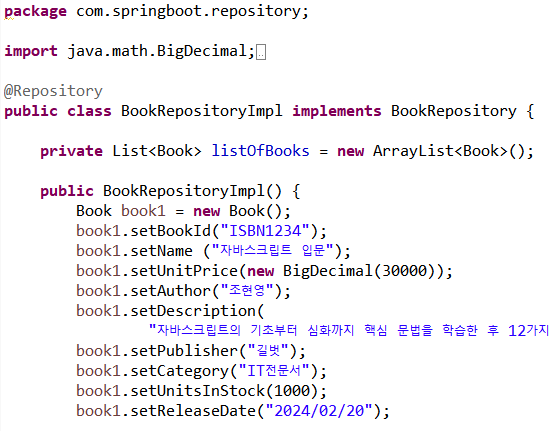 package com.springboot.repository;
import java.math.BigDecimal;
@Repository
public class BookRepositoryImpl implements BookRepository {
private List<Book> listOfBooks = new ArrayList<Book>();
public BookRepositoryImpl() {
Book book1 = new Book();
book1.setBookId("ISBN1234");
book1.setName ("자바스크립트 입문");
book1.setUnitPrice(new BigDecimal(30000));
book1.setAuthor("조현영");
book1.setDescription(
"자바스크립트의 기초부터 심화까지 핵심 문법을 학습한 후 12가지
book1.setPublisher("길벗");
book1.setCategory("IT전문서");
book1.setUnitsInStock(1000);
book1.setReleaseDate("2024/02/20");